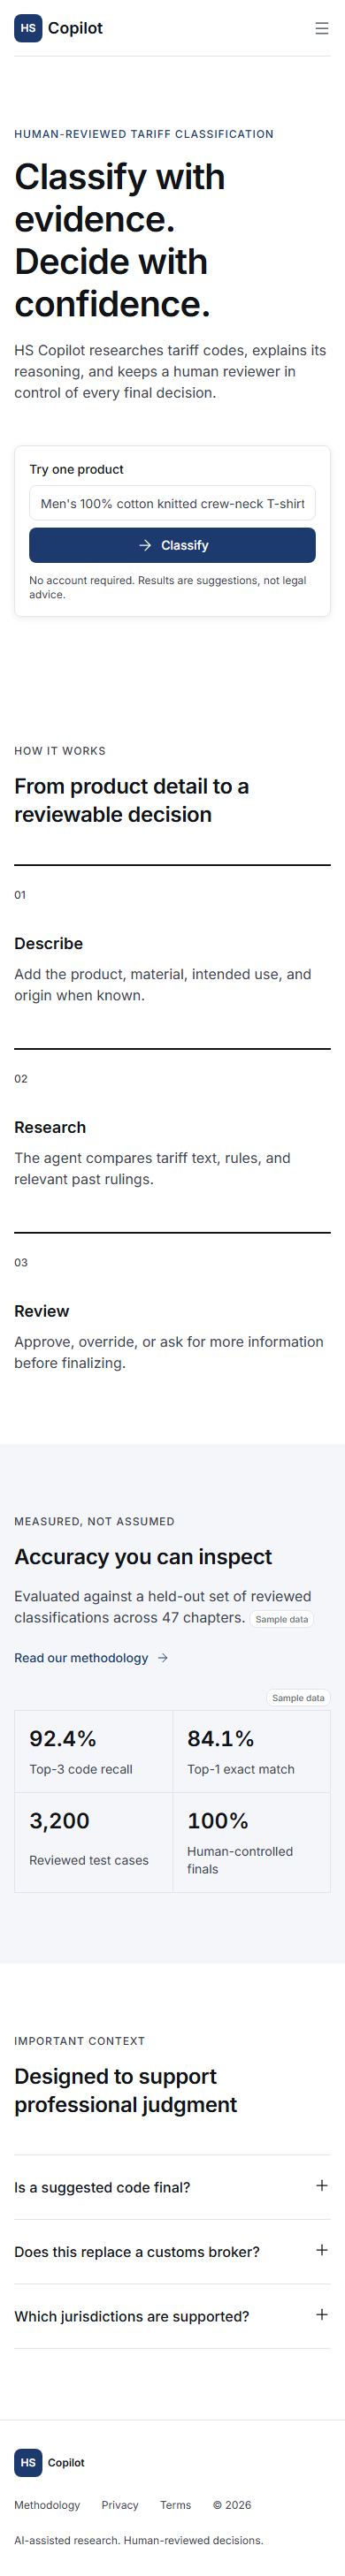 HS Copilot
HUMAN-REVIEWED TARIFF CLASSIFICATION
Classify with
evidence.
Decide with
confidence.
HS Copilot researches tariff codes, explains its
reasoning, and keeps a human reviewer in
control of every final decision.
Try one product
Men's 100% cotton knitted crew-neck T-shirt
Classify
No account required. Results are suggestions, not legal
advice.
HOW IT WORKS
From product detail to a
reviewable decision
01
Describe
Add the product, material, intended use, and
origin when known.
02
Research
The agent compares tariff text, rules, and
relevant past rulings.
03
Review
Approve, override, or ask for more information
before finalizing.
MEASURED, NOT ASSUMED
Accuracy you can inspect
Evaluated against a held-out set of reviewed
classifications across 47 chapters. Sample data
Read our methodology
Sample data
92.4%
Top-3 code recall
84.1%
Top-1 exact match
3,200
Reviewed test cases
100%
Human-controlled
finals
IMPORTANT CONTEXT
Designed to support
professional judgment
Is a suggested code final?
Does this replace a customs broker?
Which jurisdictions are supported?
HS Copilot
Methodology Privacy Terms © 2026
AI-assisted research. Human-reviewed decisions.